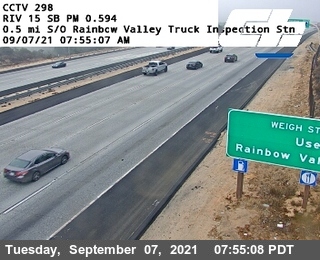 CCTV 298
RIV 15 SB PM 0.594
0.5 mi S/O Rainbow Valley Truck Inspection Stn
09/07/21 07:55:07 AM
WEIGH ST
Use
Rainbow Val
Tuesday, September 07, 2021 07:55:08 PDT